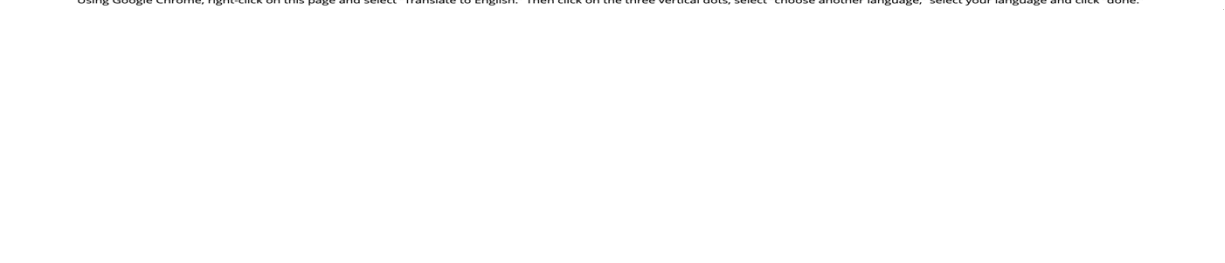 Using Google Chrome, right-click on this page and select "Translate to English." Then click on the three vertical dots, select "choose another language," select your language and click "done."